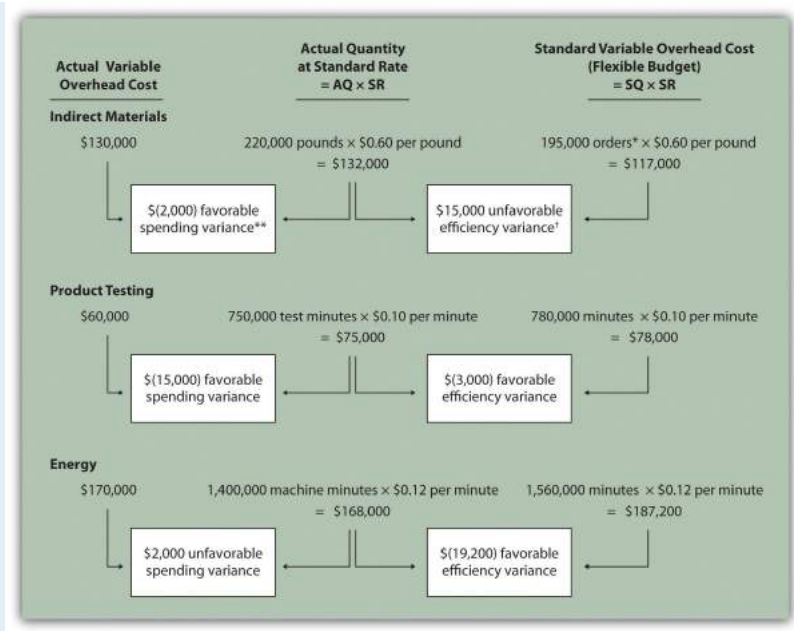 Actual Variable
Overhead Cost
Actual Quantity
at Standard Rate
= AQ × SR
Standard Variable Overhead Cost
(Flexible Budget)
= SQ × SR
Indirect Materials
$130,000
220,000 pounds × $0.60 per pound
= $132,000
195,000 orders* × $0.60 per pound
= $117,000
$(2,000) favorable
spending variance**
$15,000 unfavorable
efficiency variance†
Product Testing
$60,000
750,000 test minutes × $0.10 per minute
= $75,000
780,000 minutes × $0.10 per minute
= $78,000
$(15,000) favorable
spending variance
$(3,000) favorable
efficiency variance
Energy
$170,000
1,400,000 machine minutes × $0.12 per minute
= $168,000
1,560,000 minutes × $0.12 per minute
= $187,200
$2,000 unfavorable
spending variance
$(19,200) favorable
efficiency variance